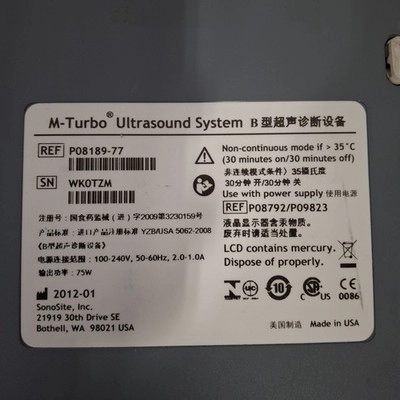 M-Turbo® Ultrasound System B型超声诊断设备
REF P08189-77
SN WK0TZM
注册号：国食药监械（进）字2009第3230159号
注册产品标准：进口产品注册标准 YZB/USA 5062-2008
《B型超声诊断设备》
电源连接范围：100-240V, 50-60Hz, 2.0-1.0A
输出功率：75W
2012-01
SonoSite, Inc.
21919 30th Drive SE
Bothell, WA 98021 USA
Non-continuous mode if > 35˚C
(30 minutes on/30 minutes off)
非连续模式条件〉35摄氏度
30分钟 开/30分钟 关
Use with power supply 使用电源
REF P08792/P09823
液晶显示器含汞物质。
废弃时请适当处理。
LCD contains mercury.
Dispose of properly.
10
C US
CE
0086
美国制造 Made in USA